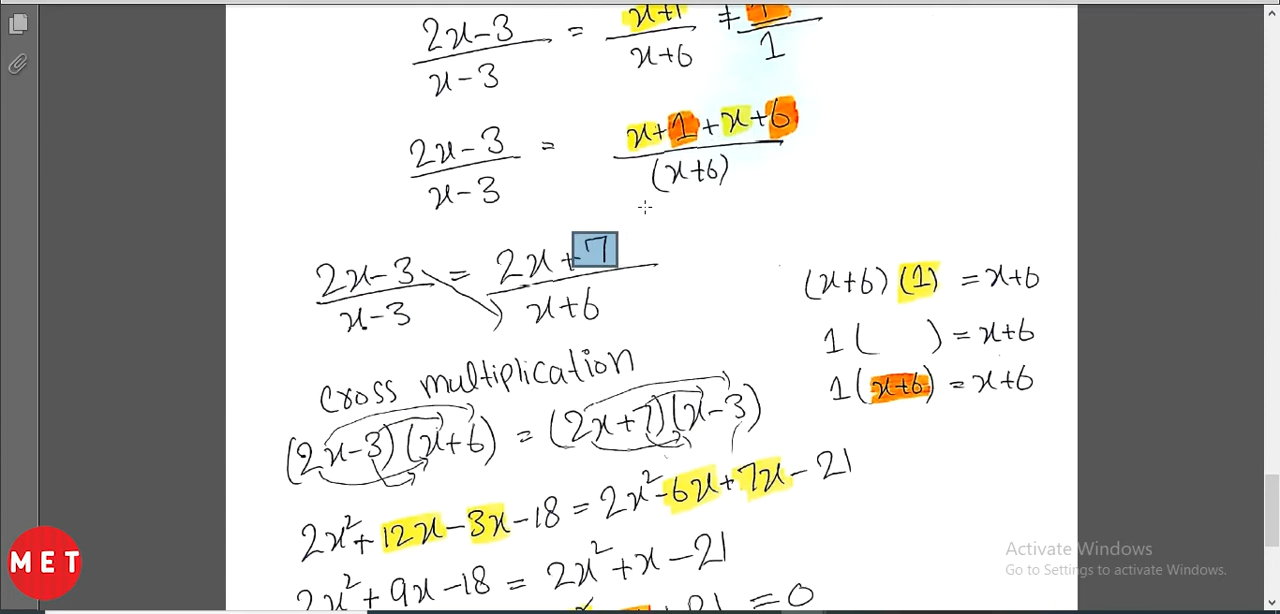 (2x-3)/(x-3) = (x+1)/(x+6) + 1/1
(2x-3)/(x-3) = (x+1+x+6)/(x+6)
(2x-3)/(x-3) = (2x+7)/(x+6)
(x+6)(1) = x+6
1( ) = x+6
1(x+6) = x+6
cross multiplication
(2x-3)(x+6) = (2x+7)(x-3)
2x²+12x-3x-18 = 2x²-6x+7x-21
2x²+9x-18 = 2x²+x-21
21 = 0
MET
Activate Windows
Go to Settings to activate Windows.